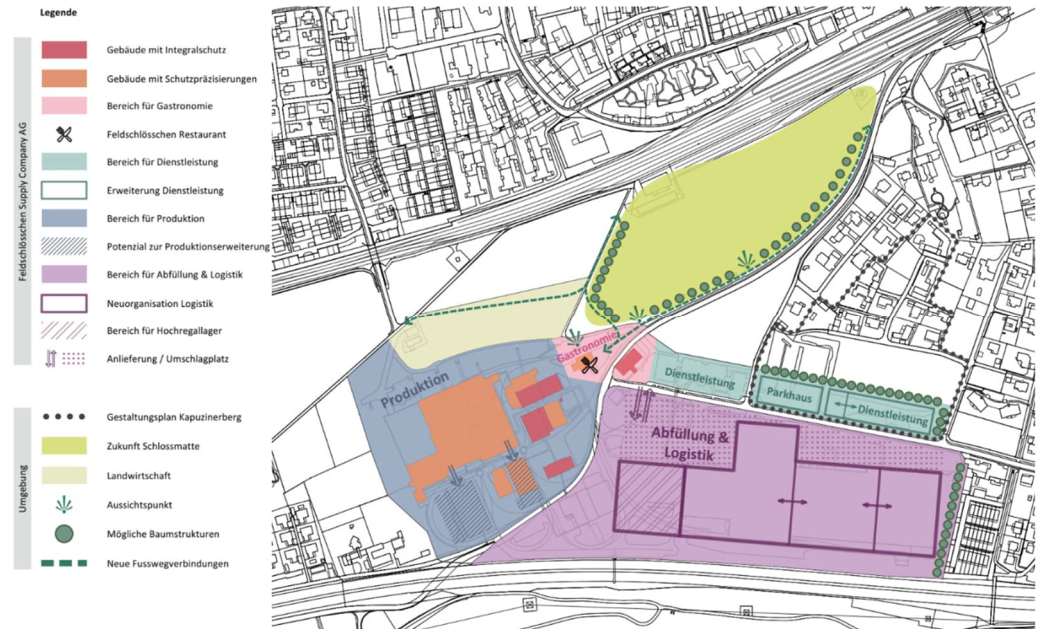 Legende
Feldschlösschen Supply Company AG
Gebäude mit Integralschutz
Gebäude mit Schutzpräzisierungen
Bereich für Gastronomie
Feldschlösschen Restaurant
Bereich für Dienstleistung
Erweiterung Dienstleistung
Bereich für Produktion
Potenzial zur Produktionserweiterung
Bereich für Abfüllung & Logistik
Neuorganisation Logistik
Bereich für Hochregallager
Anlieferung / Umschlagplatz
Umgebung
Gestaltungsplan Kapuzinerberg
Zukunft Schlossmatte
Landwirtschaft
Aussichtspunkt
Mögliche Baumstrukturen
Neue Fusswegverbindungen
Gastronomie
Produktion
Dienstleistung
Parkhaus
Dienstleistung
Abfüllung &
Logistik